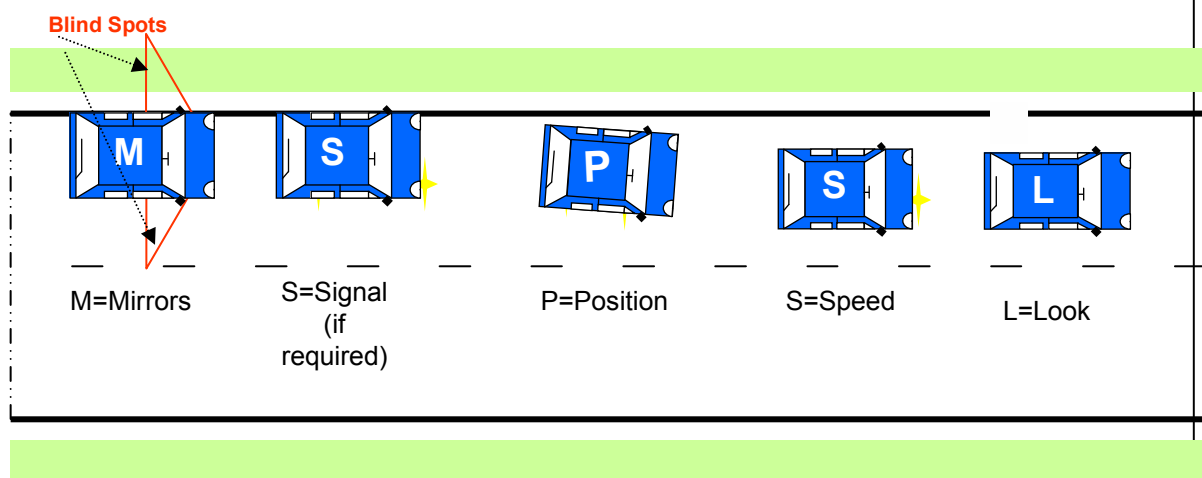 Blind Spots
M
S
P
S
L
M=Mirrors
S=Signal
(if
required)
P=Position
S=Speed
L=Look